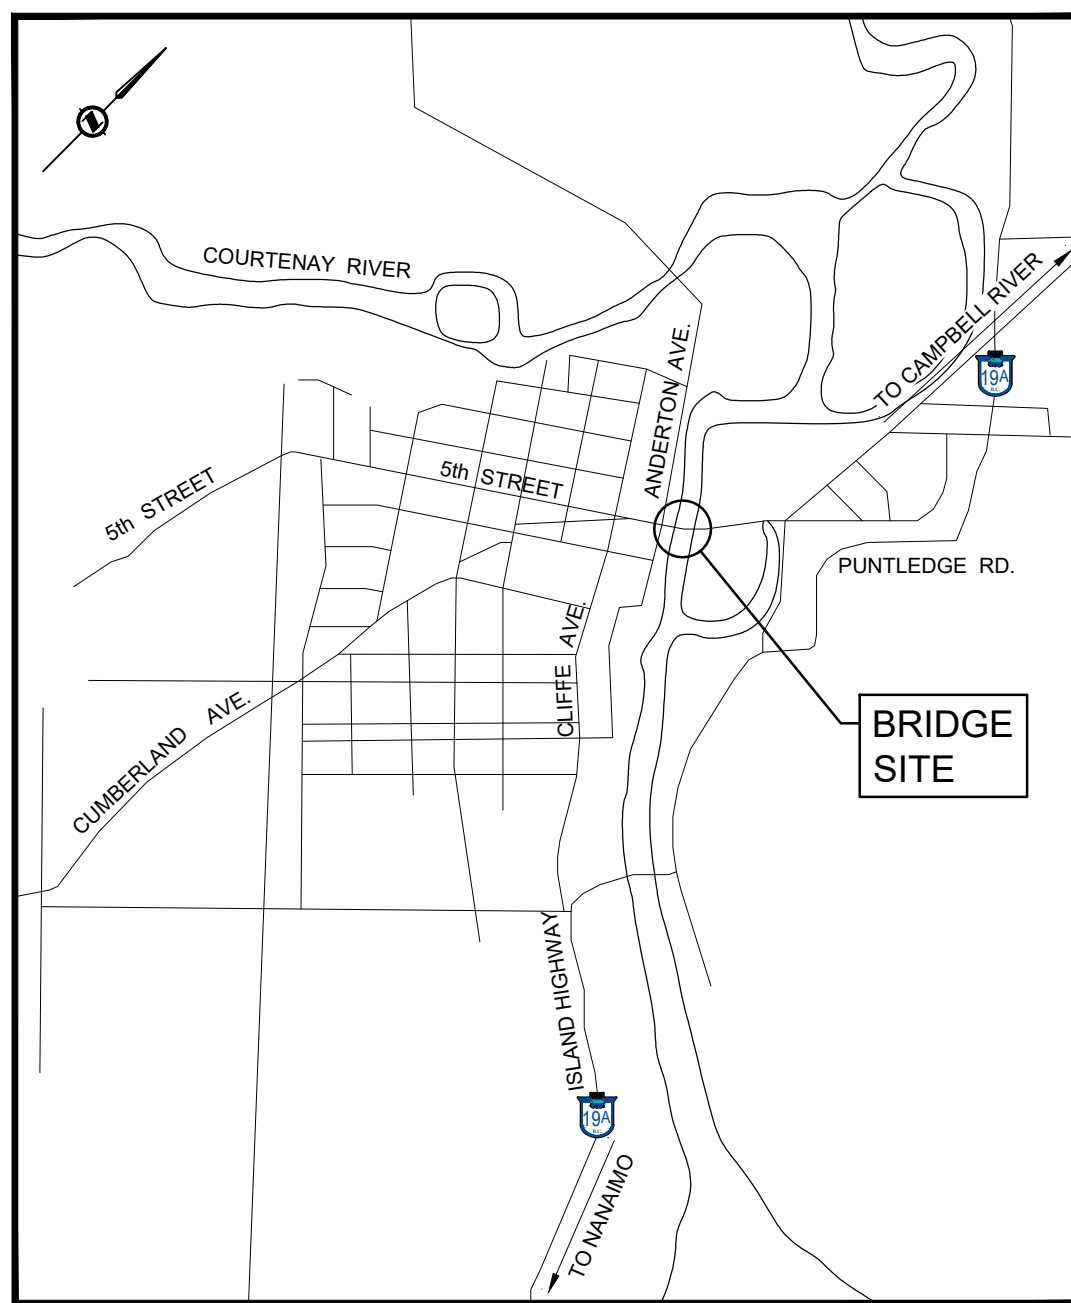 COURTENAY RIVER
TO CAMPBELL RIVER
19A
B.C.
ANDERTON AVE.
5th STREET
5th STREET
PUNTLEDGE RD.
CLIFFE AVE.
CUMBERLAND AVE.
BRIDGE
SITE
ISLAND HIGHWAY
19A
B.C.
TO NANAIMO